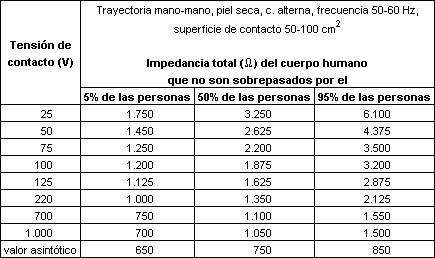 Trayectoria mano-mano, piel seca, c. alterna, frecuencia 50-60 Hz,
superficie de contacto 50-100 cm2
Tensión de
contacto (V)
Impedancia total (Ω) del cuerpo humano
que no son sobrepasados por el
5% de las personas 50% de las personas 95% de las personas
25 1.750 3.250 6.100
50 1.450 2.625 4.375
75 1.250 2.200 3.500
100 1.200 1.875 3.200
125 1.125 1.625 2.875
220 1.000 1.350 2.125
700 750 1.100 1.550
1.000 700 1.050 1.500
valor asintótico 650 750 850